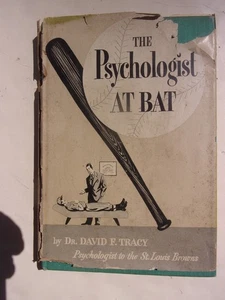 THE
Psychologist
AT BAT
by DR. DAVID F. TRACY
Psychologist to the St. Louis Browns